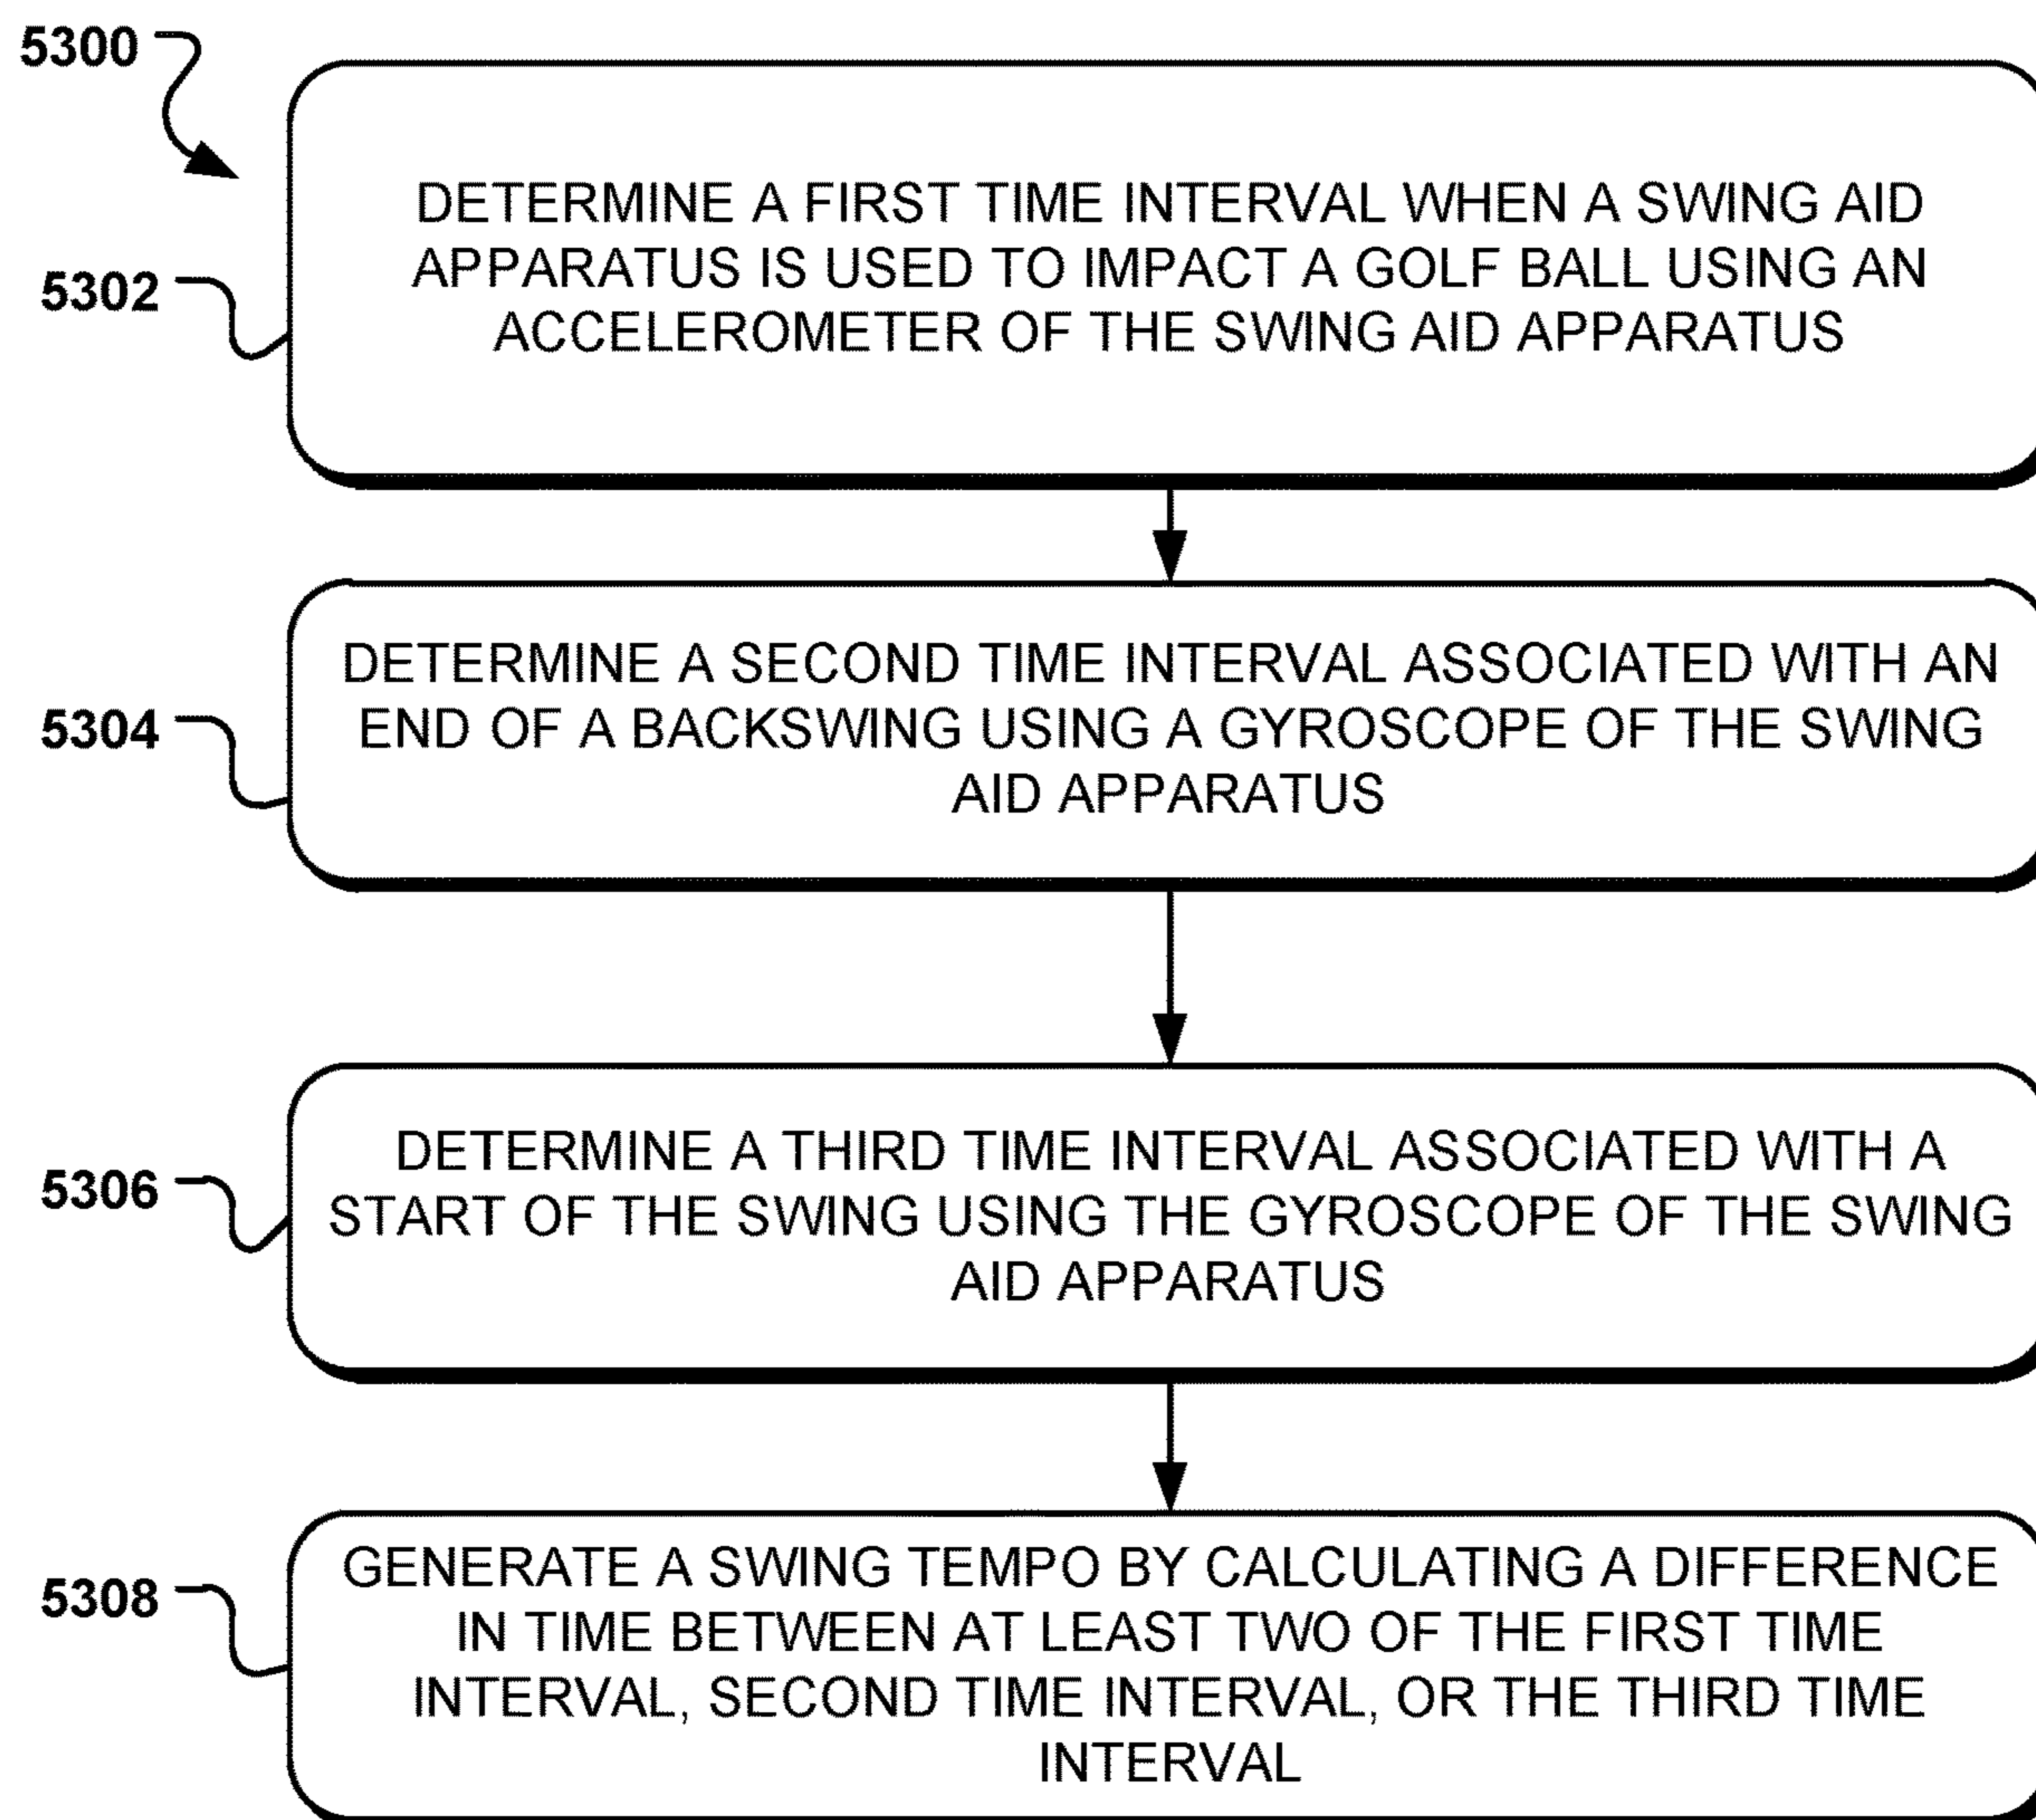 5300
DETERMINE A FIRST TIME INTERVAL WHEN A SWING AID
APPARATUS IS USED TO IMPACT A GOLF BALL USING AN
ACCELEROMETER OF THE SWING AID APPARATUS
5302
DETERMINE A SECOND TIME INTERVAL ASSOCIATED WITH AN
END OF A BACKSWING USING A GYROSCOPE OF THE SWING
AID APPARATUS
5304
DETERMINE A THIRD TIME INTERVAL ASSOCIATED WITH A
START OF THE SWING USING THE GYROSCOPE OF THE SWING
AID APPARATUS
5306
GENERATE A SWING TEMPO BY CALCULATING A DIFFERENCE
IN TIME BETWEEN AT LEAST TWO OF THE FIRST TIME
INTERVAL, SECOND TIME INTERVAL, OR THE THIRD TIME
INTERVAL
5308